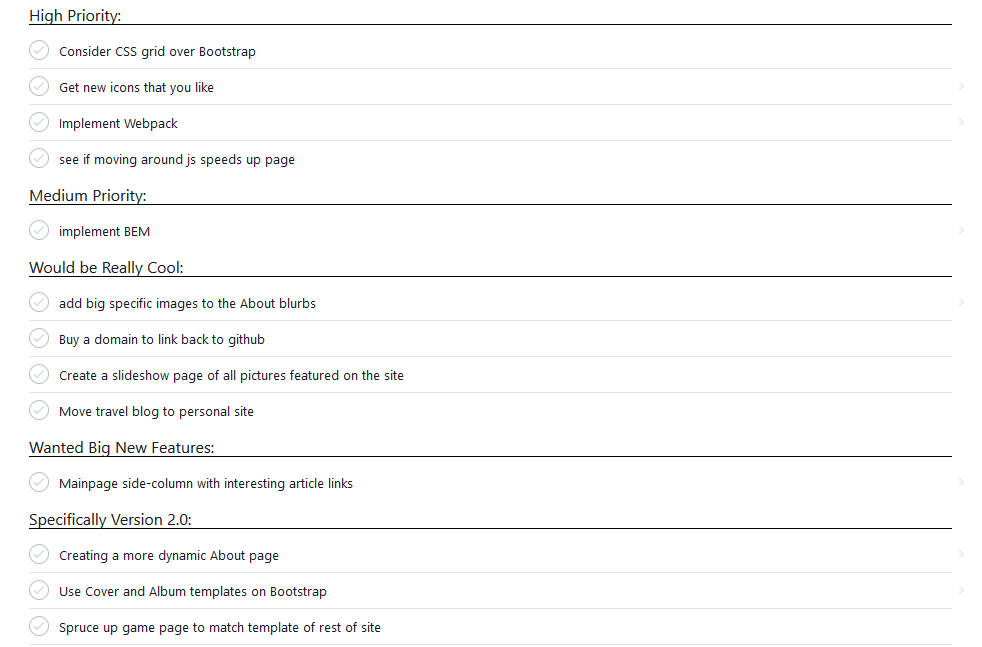 High Priority:
Consider CSS grid over Bootstrap
Get new icons that you like
Implement Webpack
see if moving around js speeds up page
Medium Priority:
implement BEM
Would be Really Cool:
add big specific images to the About blurbs
Buy a domain to link back to github
Create a slideshow page of all pictures featured on the site
Move travel blog to personal site
Wanted Big New Features:
Mainpage side-column with interesting article links
Specifically Version 2.0:
Creating a more dynamic About page
Use Cover and Album templates on Bootstrap
Spruce up game page to match template of rest of site